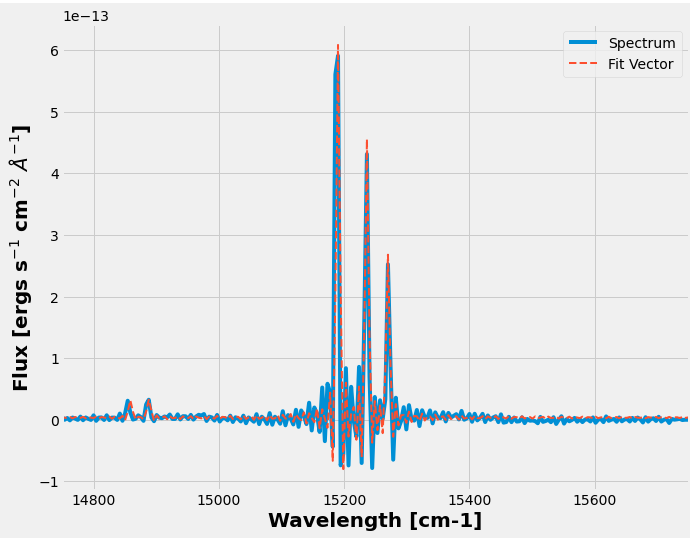 1e−13
Spectrum
Fit Vector
6
5
4
3
2
1
0
−1
Flux [ergs s⁻¹ cm⁻² Å⁻¹]
14800 15000 15200 15400 15600
Wavelength [cm-1]